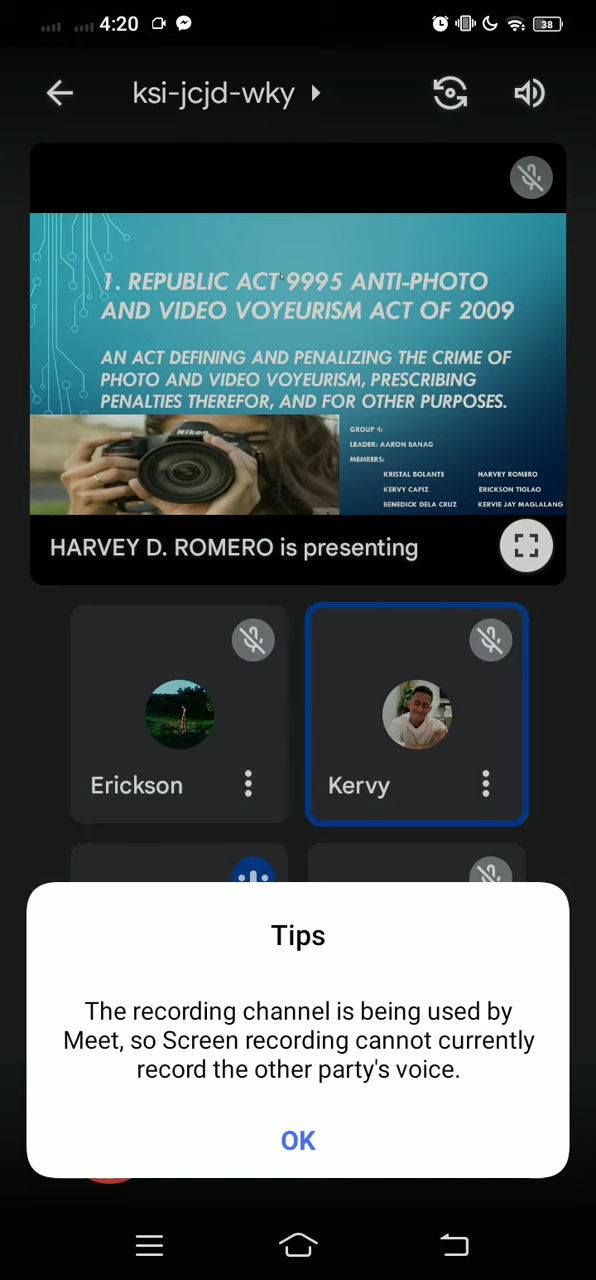 4:20
38
ksi-jcjd-wky
1. REPUBLIC ACT 9995 ANTI-PHOTO
AND VIDEO VOYEURISM ACT OF 2009
AN ACT DEFINING AND PENALIZING THE CRIME OF
PHOTO AND VIDEO VOYEURISM, PRESCRIBING
PENALTIES THEREFOR, AND FOR OTHER PURPOSES.
Nikon
GROUP 4:
LEADER: AARON BANAG
MEMBERS:
KRISTAL BOLANTE HARVEY ROMERO
KERVY CAPIZ ERICKSON TIGLAO
BENEDICK DELA CRUZ KERVIE JAY MAGLALANG
HARVEY D. ROMERO is presenting
Erickson
Kervy
Tips
The recording channel is being used by
Meet, so Screen recording cannot currently
record the other party's voice.
OK